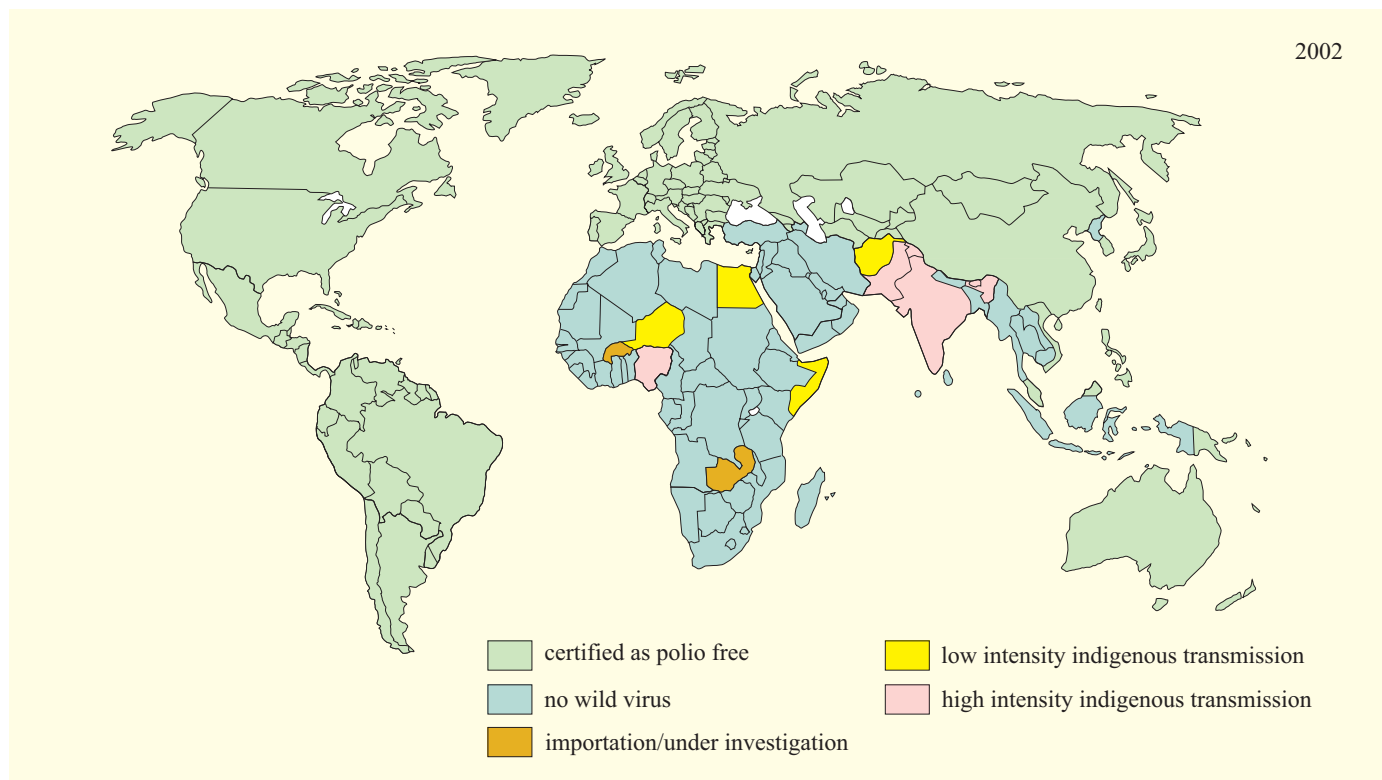 2002
certified as polio free
no wild virus
importation/under investigation
low intensity indigenous transmission
high intensity indigenous transmission